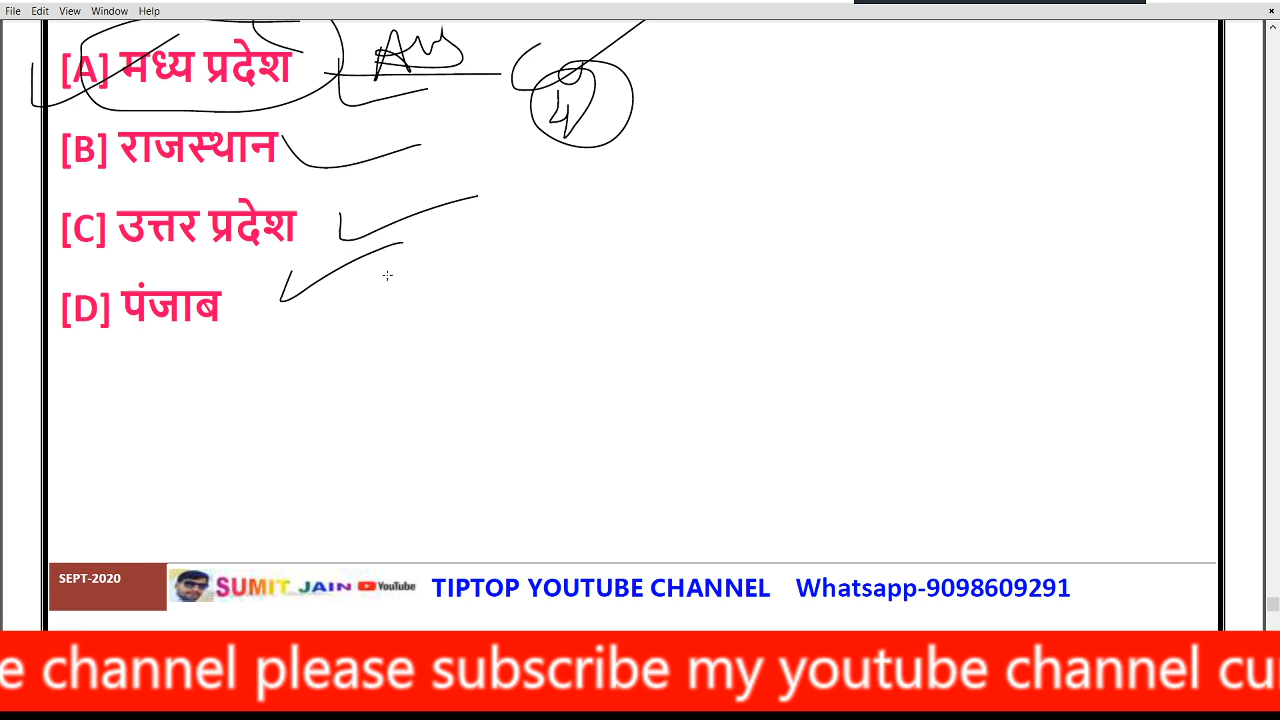 File Edit View Window Help
[A] मध्य प्रदेश Ans
[B] राजस्थान
[C] उत्तर प्रदेश
[D] पंजाब
SEPT-2020 SUMIT JAIN YouTube TIPTOP YOUTUBE CHANNEL Whatsapp-9098609291
e channel please subscribe my youtube channel cu